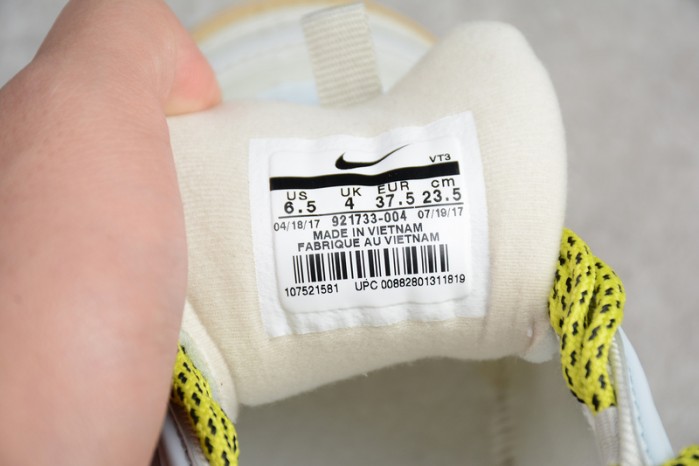 VT3
US UK EUR cm
6.5 4 37.5 23.5
04/18/17 921733-004 07/19/17
MADE IN VIETNAM
FABRIQUE AU VIETNAM
107521581 UPC 00882801311819